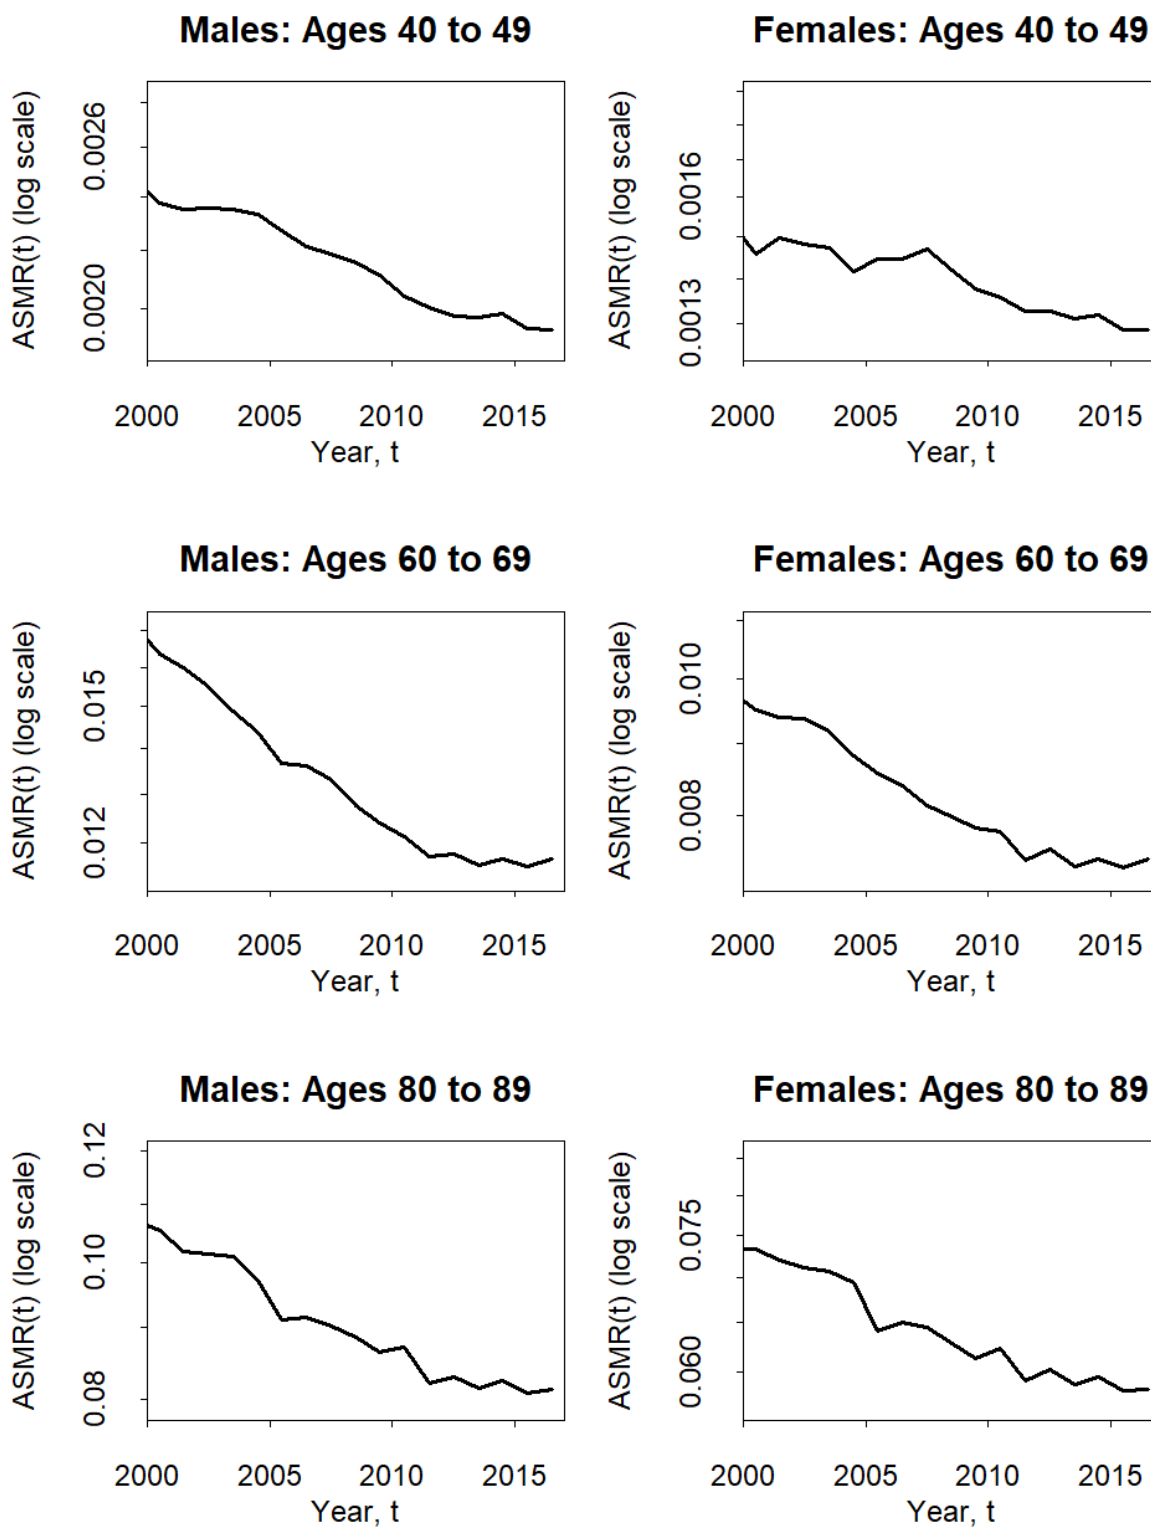 Males: Ages 40 to 49
ASMR(t) (log scale)
0.0026
0.0020
2000 2005 2010 2015
Year, t
Females: Ages 40 to 49
ASMR(t) (log scale)
0.0016
0.0013
2000 2005 2010 2015
Year, t
Males: Ages 60 to 69
ASMR(t) (log scale)
0.015
0.012
2000 2005 2010 2015
Year, t
Females: Ages 60 to 69
ASMR(t) (log scale)
0.010
0.008
2000 2005 2010 2015
Year, t
Males: Ages 80 to 89
ASMR(t) (log scale)
0.12
0.10
0.08
2000 2005 2010 2015
Year, t
Females: Ages 80 to 89
ASMR(t) (log scale)
0.075
0.060
2000 2005 2010 2015
Year, t